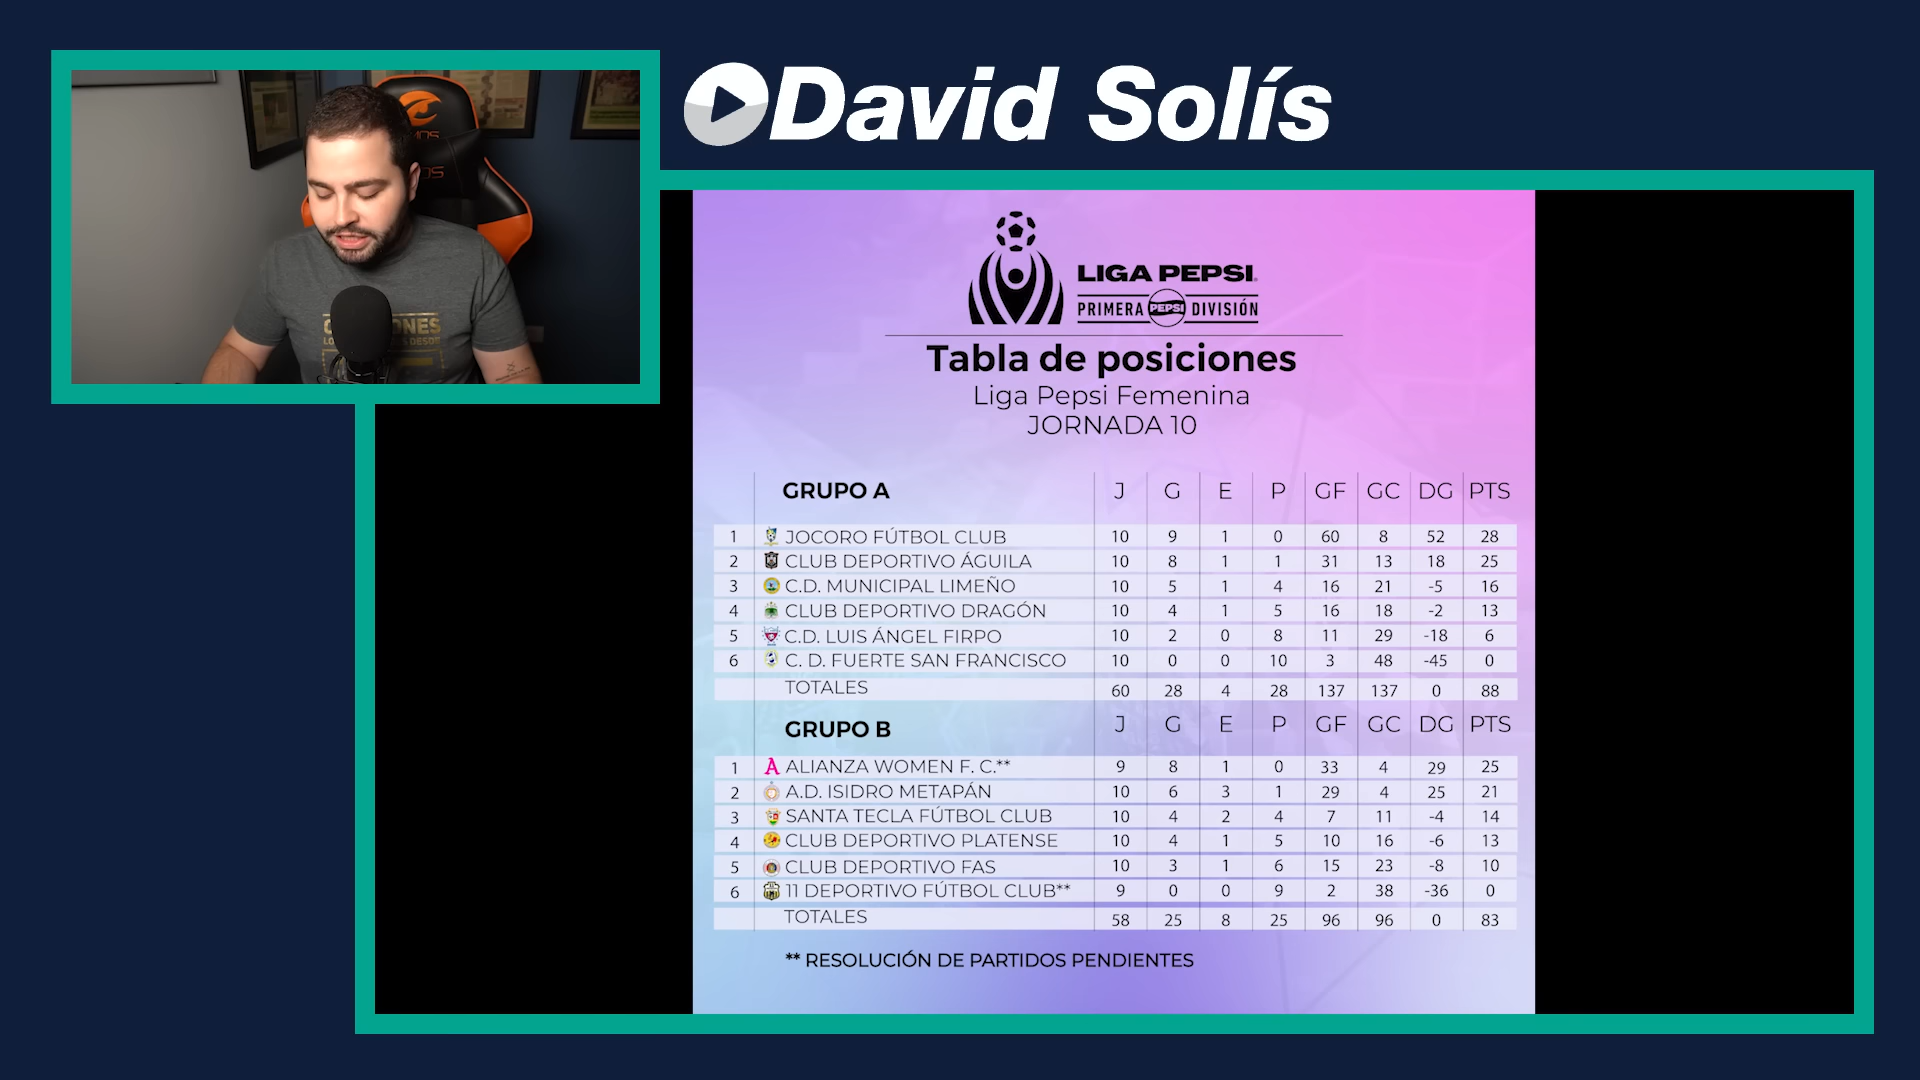 David Solís
LIGA PEPSI
PRIMERA PEPSI DIVISIÓN
Tabla de posiciones
Liga Pepsi Femenina
JORNADA 10
GRUPO A J G E P GF GC DG PTS
1 JOCORO FÚTBOL CLUB 10 9 1 0 60 8 52 28
2 CLUB DEPORTIVO ÁGUILA 10 8 1 1 31 13 18 25
3 C.D. MUNICIPAL LIMEÑO 10 5 1 4 16 21 -5 16
4 CLUB DEPORTIVO DRAGÓN 10 4 1 5 16 18 -2 13
5 C.D. LUIS ÁNGEL FIRPO 10 2 0 8 11 29 -18 6
6 C. D. FUERTE SAN FRANCISCO 10 0 0 10 3 48 -45 0
TOTALES 60 28 4 28 137 137 0 88
GRUPO B J G E P GF GC DG PTS
1 A ALIANZA WOMEN F. C.** 9 8 1 0 33 4 29 25
2 A.D. ISIDRO METAPÁN 10 6 3 1 29 4 25 21
3 SANTA TECLA FÚTBOL CLUB 10 4 2 4 7 11 -4 14
4 CLUB DEPORTIVO PLATENSE 10 4 1 5 10 16 -6 13
5 CLUB DEPORTIVO FAS 10 3 1 6 15 23 -8 10
6 11 DEPORTIVO FÚTBOL CLUB** 9 0 0 9 2 38 -36 0
TOTALES 58 25 8 25 96 96 0 83
** RESOLUCIÓN DE PARTIDOS PENDIENTES